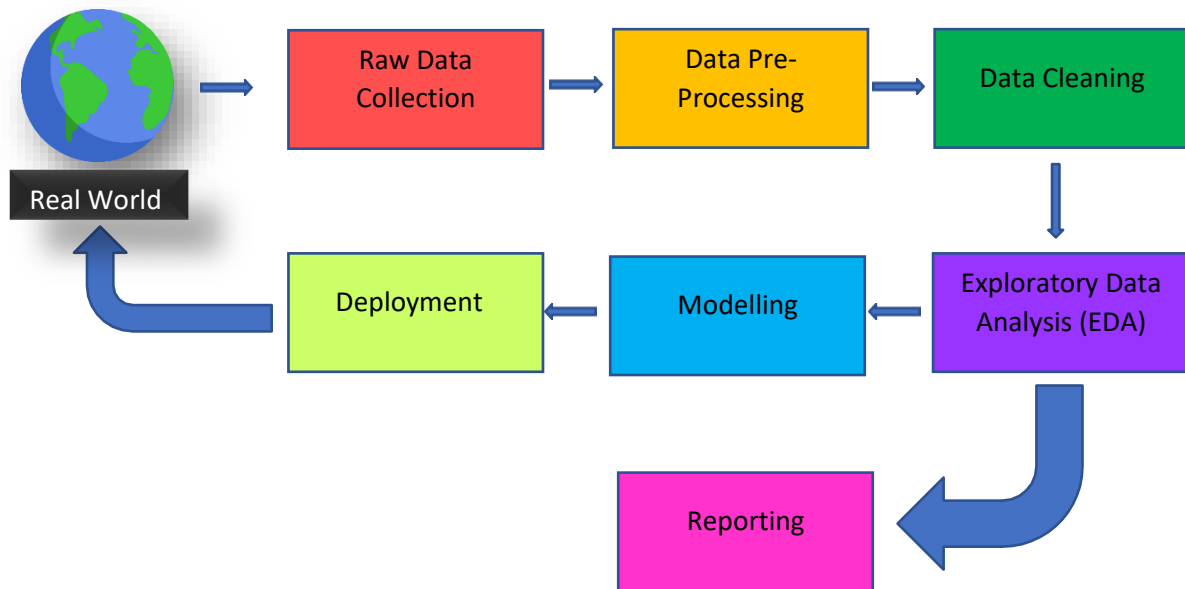 Raw Data
Collection
Data Pre-
Processing
Data Cleaning
Real World
Deployment
Modelling
Exploratory Data
Analysis (EDA)
Reporting